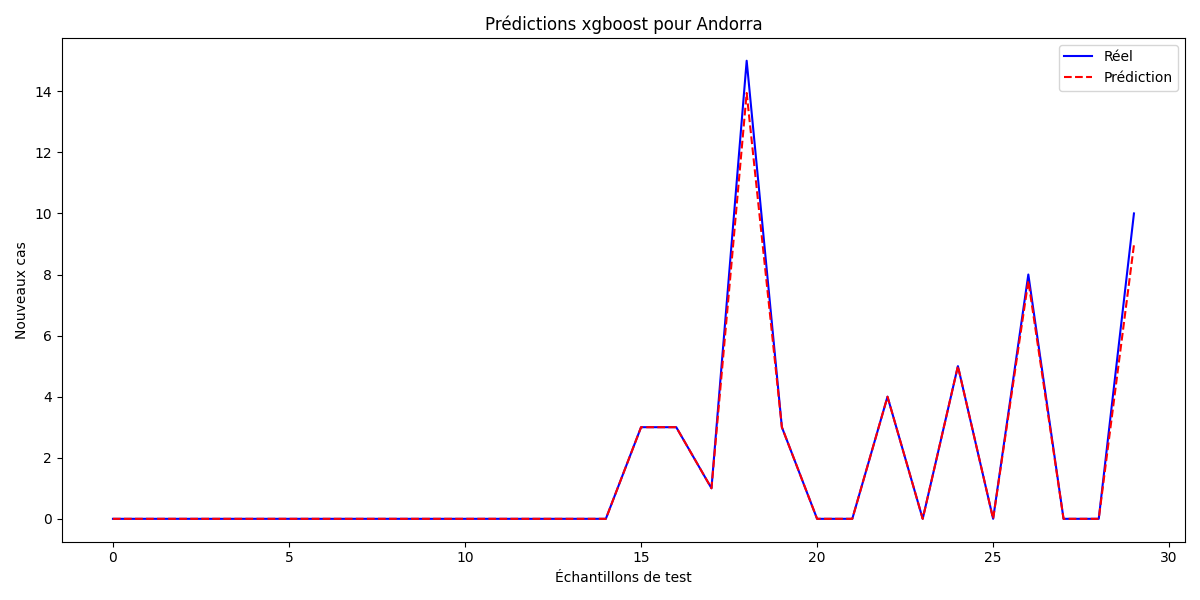 Prédictions xgboost pour Andorra
Réel
Prédiction
Nouveaux cas
14
12
10
8
6
4
2
0
0 5 10 15 20 25 30
Échantillons de test